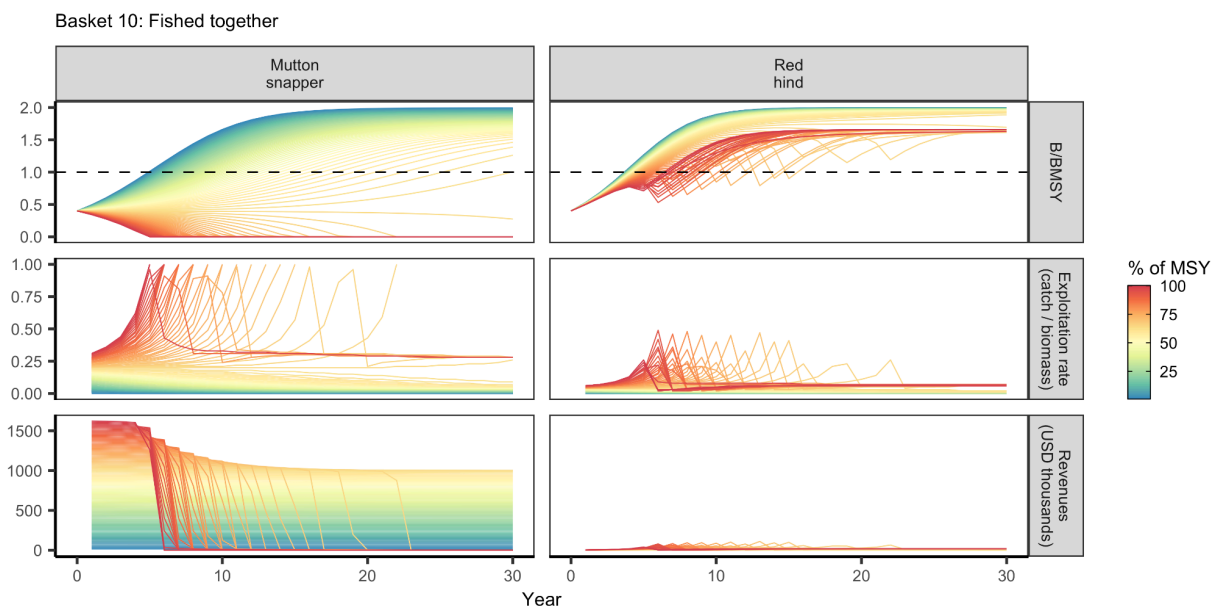 Basket 10: Fished together
Mutton
snapper
Red
hind
2.0
1.5
1.0
0.5
0.0
B/BMSY
1.00
0.75
0.50
0.25
0.00
Exploitation rate
(catch / biomass)
1500
1000
500
0
Revenues
(USD thousands)
0
10
20
30
0
10
20
30
Year
% of MSY
100
75
50
25